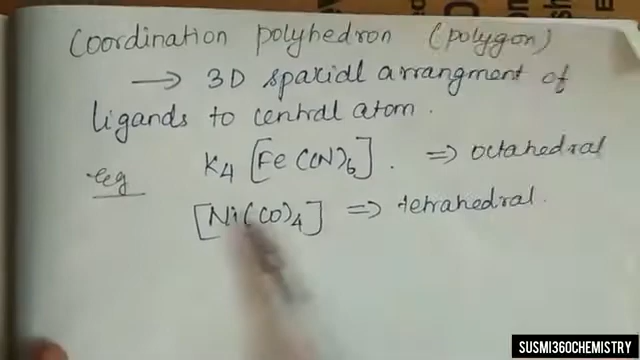 Coordination polyhedron (polygon)
→ 3D spaxial arrangment of
ligands to central atom.
eg K4 [Fe(CN)6]. ⇒ octahedral
[Ni(CO)4] ⇒ tetrahedral.
SUSMI360CHEMISTRY